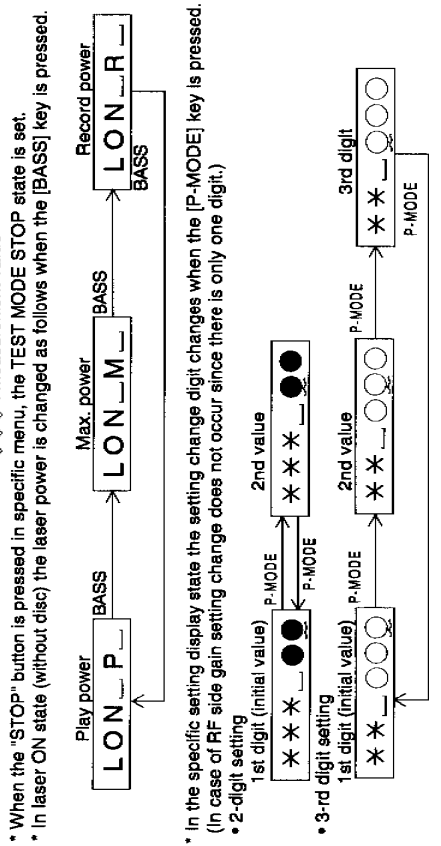 * When the "STOP" button is pressed in specific menu, the TEST MODE STOP state is set.
* In laser ON state (without disc) the laser power is changed as follows when the [BASS] key is pressed.
Play power
Max. power
Record power
LON_P_
BASS
LON_M_
BASS
LON_R_
BASS
* In the specific setting display state the setting change digit changes when the [P-MODE] key is pressed.
(In case of RF side gain setting change does not occur since there is only one digit.)
• 2-digit setting
1st digit (initial value)
2nd value
* * * _ ● ●
P-MODE
P-MODE
* * * _ ● ●
• 3-rd digit setting
1st digit (initial value)
2nd value
3rd digit
* * _ ○ ○ ○
P-MODE
* * _ ○ ○ ○
P-MODE
* * _ ○ ○ ○
P-MODE